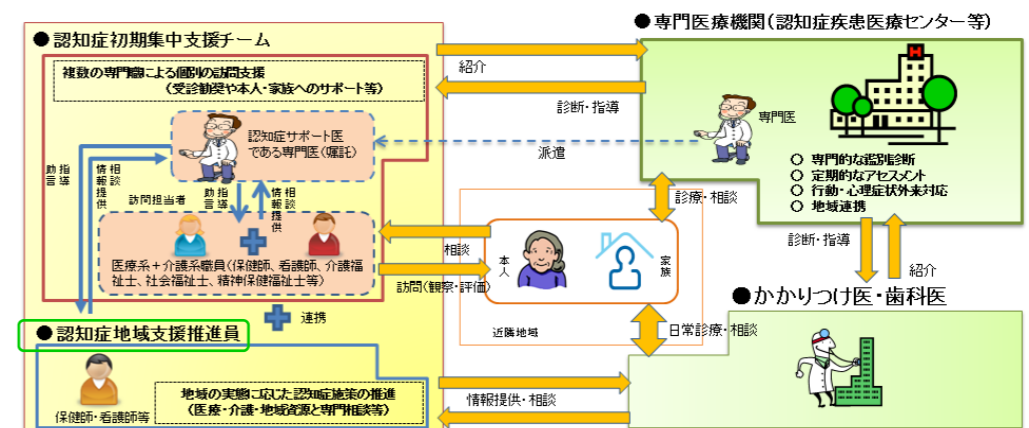 ●専門医療機関(認知症疾患医療センター等)
●認知症初期集中支援チーム
複数の専門職による個別の訪問支援
(受診勧奨や本人・家族へのサポート等)
紹介
診断・指導
専門医
認知症サポート医
である専門医(嘱託)
派遣
○ 専門的な鑑別診断
○ 定期的なアセスメント
○ 行動・心理症状外来対応
○ 地域連携
指導
助言
相談
情報提供
訪問担当者
指導
助言
相談
情報提供
診療・相談
相談
本人
家族
診断・指導
紹介
医療系+介護系職員(保健師、看護師、介護福
祉士、社会福祉士、精神保健福祉士等)
訪問(観察・評価)
●かかりつけ医・歯科医
連携
近隣地域
日常診療・相談
●認知症地域支援推進員
地域の実態に応じた認知症施策の推進
(医療・介護・地域資源と専門相談等)
保健師・看護師等
情報提供・相談